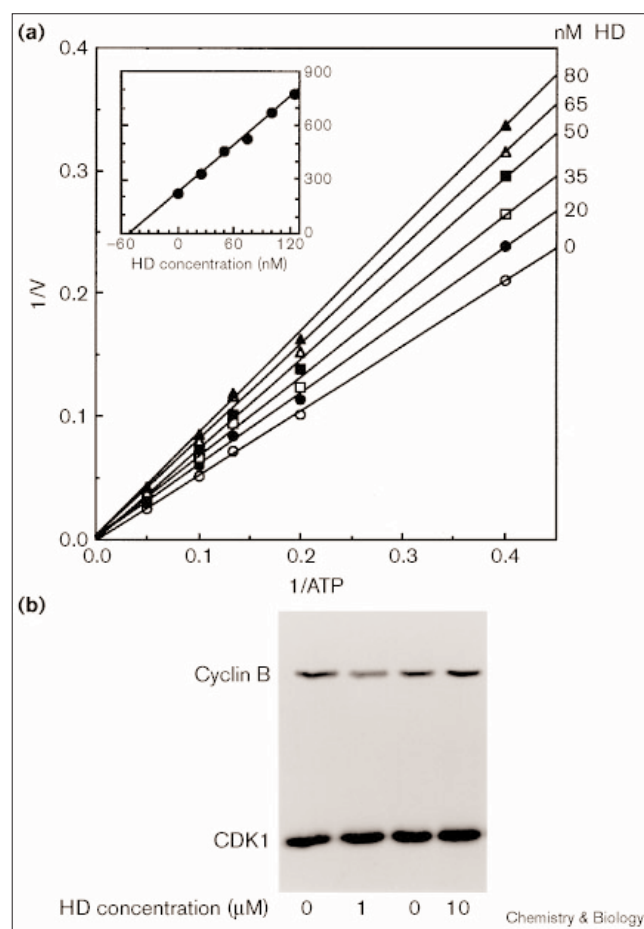 (a)
nM HD
0.4
0.3
0.2
0.1
0.0
1/V
900
600
300
0
−60
0
60
120
HD concentration (nM)
80
65
50
35
20
0
0.0 0.1 0.2 0.3 0.4
1/ATP
(b)
Cyclin B
CDK1
HD concentration (μM) 0 1 0 10
Chemistry & Biology